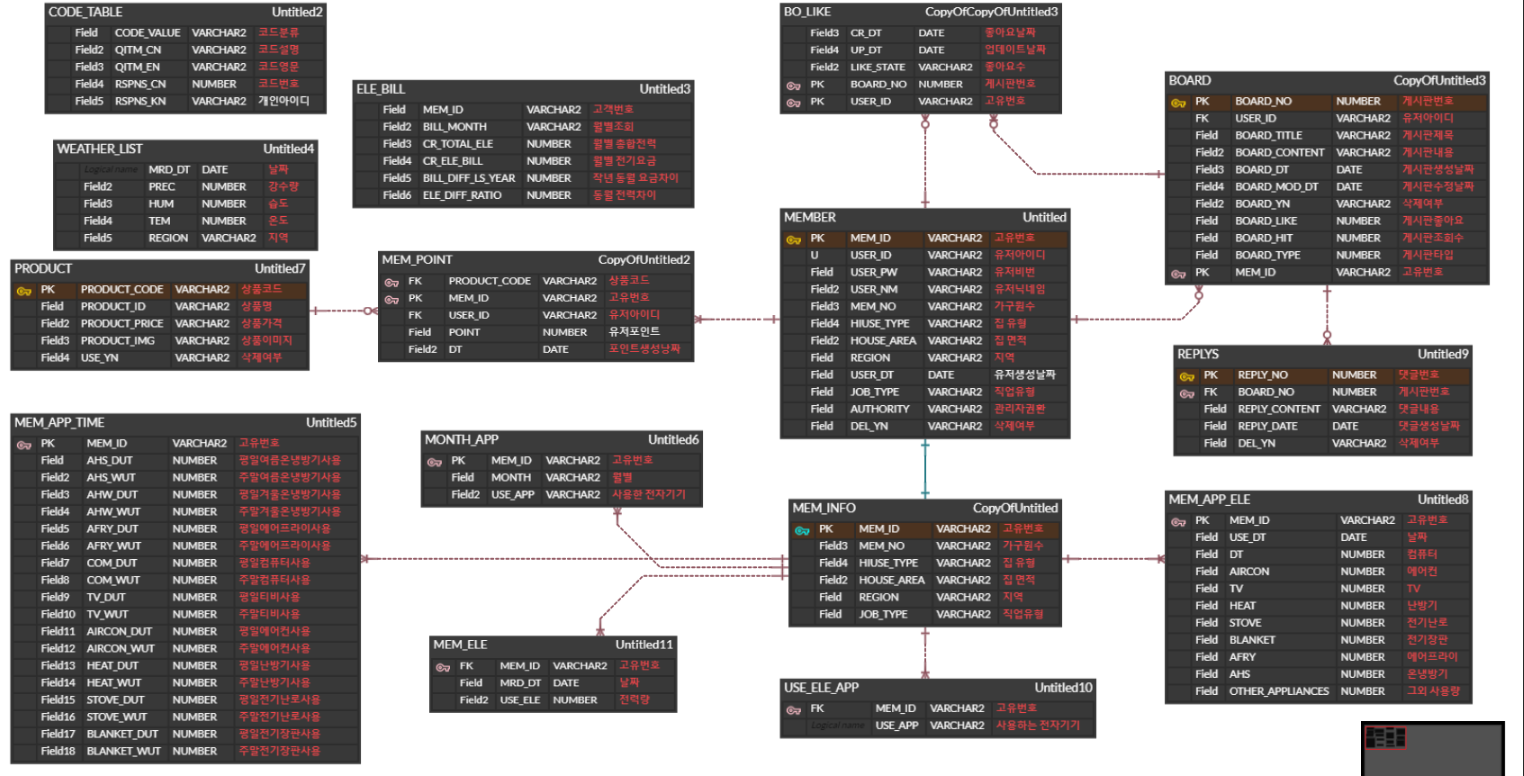 CODE_TABLE Untitled2
Field CODE_VALUE VARCHAR2 코드분류
Field2 QITM_CN VARCHAR2 코드설명
Field3 QITM_EN VARCHAR2 코드영문
Field4 RSPNS_CN NUMBER 코드번호
Field5 RSPNS_KN VARCHAR2 개인아이디
WEATHER_LIST Untitled4
Logical name MRD_DT DATE 날짜
Field2 PREC NUMBER 강수량
Field3 HUM NUMBER 습도
Field4 TEM NUMBER 온도
Field5 REGION VARCHAR2 지역
ELE_BILL Untitled3
Field MEM_ID VARCHAR2 고객번호
Field2 BILL_MONTH VARCHAR2 월별조회
Field3 CR_TOTAL_ELE NUMBER 월별 종합전력
Field4 CR_ELE_BILL NUMBER 월별 전기요금
Field5 BILL_DIFF_LS_YEAR NUMBER 작년 동월 요금차이
Field6 ELE_DIFF_RATIO NUMBER 동월 전력차이
BO_LIKE CopyOfCopyOfUntitled3
Field3 CR_DT DATE 좋아요날짜
Field4 UP_DT DATE 업데이트날짜
Field2 LIKE_STATE VARCHAR2 좋아요수
PK BOARD_NO NUMBER 게시판번호
PK USER_ID VARCHAR2 고유번호
BOARD CopyOfUntitled3
PK BOARD_NO NUMBER 게시판번호
FK USER_ID VARCHAR2 유저아이디
Field BOARD_TITLE VARCHAR2 게시판제목
Field2 BOARD_CONTENT VARCHAR2 게시판내용
Field3 BOARD_DT DATE 게시판생성날짜
Field4 BOARD_MOD_DT DATE 게시판수정날짜
Field2 BOARD_YN VARCHAR2 삭제여부
Field BOARD_LIKE NUMBER 게시판좋아요
Field BOARD_HIT NUMBER 게시판조회수
Field BOARD_TYPE NUMBER 게시판타입
PK MEM_ID VARCHAR2 고유번호
PRODUCT Untitled7
PK PRODUCT_CODE VARCHAR2 상품코드
Field PRODUCT_ID VARCHAR2 상품명
Field2 PRODUCT_PRICE VARCHAR2 상품가격
Field3 PRODUCT_IMG VARCHAR2 상품이미지
Field4 USE_YN VARCHAR2 삭제여부
MEM_POINT CopyOfUntitled2
FK PRODUCT_CODE VARCHAR2 상품코드
PK MEM_ID VARCHAR2 고유번호
FK USER_ID VARCHAR2 유저아이디
Field POINT NUMBER 유저포인트
Field2 DT DATE 포인트생성날짜
MEMBER Untitled
PK MEM_ID VARCHAR2 고유번호
U USER_ID VARCHAR2 유저아이디
Field USER_PW VARCHAR2 유저비번
Field2 USER_NM VARCHAR2 유저닉네임
Field3 MEM_NO VARCHAR2 가구원수
Field4 HIUSE_TYPE VARCHAR2 집 유형
Field2 HOUSE_AREA VARCHAR2 집 면적
Field REGION VARCHAR2 지역
Field USER_DT DATE 유저생성날짜
Field JOB_TYPE VARCHAR2 직업유형
Field AUTHORITY VARCHAR2 관리자권환
Field DEL_YN VARCHAR2 삭제여부
REPLYS Untitled9
PK REPLY_NO NUMBER 댓글번호
FK BOARD_NO NUMBER 게시판번호
Field REPLY_CONTENT VARCHAR2 댓글내용
Field REPLY_DATE DATE 댓글생성날짜
Field DEL_YN VARCHAR2 삭제여부
MEM_APP_TIME Untitled5
PK MEM_ID VARCHAR2 고유번호
Field AHS_DUT NUMBER 평일여름온냉방기사용
Field2 AHS_WUT NUMBER 주말여름온냉방기사용
Field3 AHW_DUT NUMBER 평일겨울온냉방기사용
Field4 AHW_WUT NUMBER 주말겨울온냉방기사용
Field5 AFRY_DUT NUMBER 평일에어프라이사용
Field6 AFRY_WUT NUMBER 주말에어프라이사용
Field7 COM_DUT NUMBER 평일컴퓨터사용
Field8 COM_WUT NUMBER 주말컴퓨터사용
Field9 TV_DUT NUMBER 평일티비사용
Field10 TV_WUT NUMBER 주말티비사용
Field11 AIRCON_DUT NUMBER 평일에어컨사용
Field12 AIRCON_WUT NUMBER 주말에어컨사용
Field13 HEAT_DUT NUMBER 평일난방기사용
Field14 HEAT_WUT NUMBER 주말난방기사용
Field15 STOVE_DUT NUMBER 평일전기난로사용
Field16 STOVE_WUT NUMBER 주말전기난로사용
Field17 BLANKET_DUT NUMBER 평일전기장판사용
Field18 BLANKET_WUT NUMBER 주말전기장판사용
MONTH_APP Untitled6
PK MEM_ID VARCHAR2 고유번호
Field MONTH VARCHAR2 월별
Field2 USE_APP VARCHAR2 사용한 전자기기
MEM_INFO CopyOfUntitled
PK MEM_ID VARCHAR2 고유번호
Field3 MEM_NO VARCHAR2 가구원수
Field4 HIUSE_TYPE VARCHAR2 집 유형
Field2 HOUSE_AREA VARCHAR2 집 면적
Field REGION VARCHAR2 지역
Field JOB_TYPE VARCHAR2 직업유형
MEM_APP_ELE Untitled8
PK MEM_ID VARCHAR2 고유번호
Field USE_DT DATE 날짜
Field DT NUMBER 컴퓨터
Field AIRCON NUMBER 에어컨
Field TV NUMBER TV
Field HEAT NUMBER 난방기
Field STOVE NUMBER 전기난로
Field BLANKET NUMBER 전기장판
Field AFRY NUMBER 에어프라이
Field AHS NUMBER 온냉방기
Field OTHER_APPLIANCES NUMBER 그외 사용량
MEM_ELE Untitled11
FK MEM_ID VARCHAR2 고유번호
Field MRD_DT DATE 날짜
Field2 USE_ELE NUMBER 전력량
USE_ELE_APP Untitled10
FK MEM_ID VARCHAR2 고유번호
Logical name USE_APP VARCHAR2 사용하는 전자기기